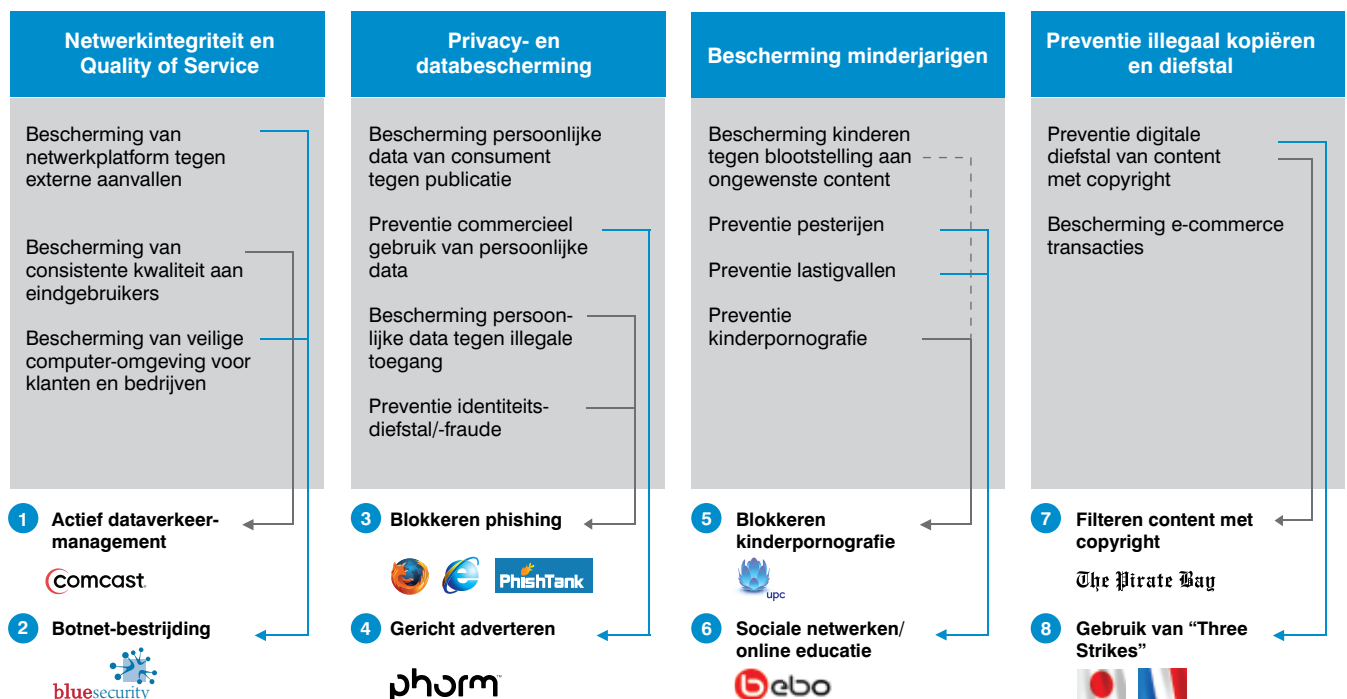 Netwerkintegriteit en
Quality of Service
Bescherming van
netwerkplatform tegen
externe aanvallen
Bescherming van
consistente kwaliteit aan
eindgebruikers
Bescherming van veilige
computer-omgeving voor
klanten en bedrijven
1 Actief dataverkeer-
management
comcast.
2 Botnet-bestrijding
bluesecurity
Privacy- en
databescherming
Bescherming persoonlijke
data van consument
tegen publicatie
Preventie commercieel
gebruik van persoonlijke
data
Bescherming persoon-
lijke data tegen illegale
toegang
Preventie identiteits-
diefstal/-fraude
3 Blokkeren phishing
PhishTank
4 Gericht adverteren
phorm
Bescherming minderjarigen
Bescherming kinderen
tegen blootstelling aan
ongewenste content
Preventie pesterijen
Preventie lastigvallen
Preventie
kinderpornografie
5 Blokkeren
kinderpornografie
upc
6 Sociale netwerken/
online educatie
bebo
Preventie illegaal kopiëren
en diefstal
Preventie digitale
diefstal van content
met copyright
Bescherming e-commerce
transacties
7 Filteren content met
copyright
The Pirate Bay
8 Gebruik van “Three
Strikes”